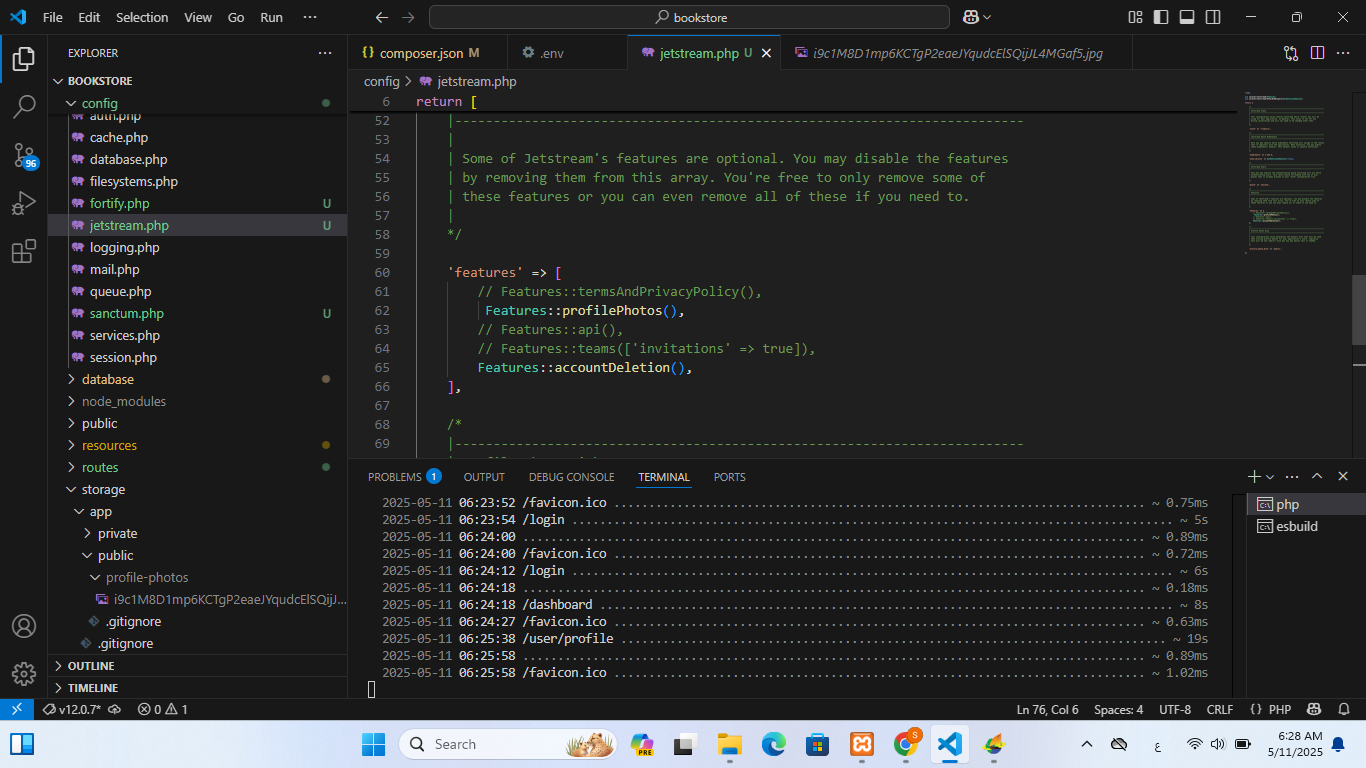 File Edit Selection View Go Run ···
bookstore
EXPLORER ···
BOOKSTORE
config
auth.php
cache.php
database.php
filesystems.php
fortify.php U
jetstream.php U
logging.php
mail.php
queue.php
sanctum.php U
services.php
session.php
database
node_modules
public
resources
routes
storage
app
private
public
profile-photos
i9c1M8D1mp6KCTgP2eaeJYqudcElSQijJ...
.gitignore
.gitignore
OUTLINE
TIMELINE
96
{} composer.json M
.env
jetstream.php U
i9c1M8D1mp6KCTgP2eaeJYqudcElSQijJL4MGaf5.jpg
config > jetstream.php
6 return [
52 |--------------------------------------------------------------------------
53 |
54 | Some of Jetstream's features are optional. You may disable the features
55 | by removing them from this array. You're free to only remove some of
56 | these features or you can even remove all of these if you need to.
57 |
58 */
59
60 'features' => [
61 // Features::termsAndPrivacyPolicy(),
62 Features::profilePhotos(),
63 // Features::api(),
64 // Features::teams(['invitations' => true]),
65 Features::accountDeletion(),
66 ],
67
68 /*
69 |--------------------------------------------------------------------------
PROBLEMS 1 OUTPUT DEBUG CONSOLE TERMINAL PORTS
2025-05-11 06:23:52 /favicon.ico ~ 0.75ms
2025-05-11 06:23:54 /login ~ 5s
2025-05-11 06:24:00 ~ 0.89ms
2025-05-11 06:24:00 /favicon.ico ~ 0.72ms
2025-05-11 06:24:12 /login ~ 6s
2025-05-11 06:24:18 ~ 0.18ms
2025-05-11 06:24:18 /dashboard ~ 8s
2025-05-11 06:24:27 /favicon.ico ~ 0.63ms
2025-05-11 06:25:38 /user/profile ~ 19s
2025-05-11 06:25:58 ~ 0.89ms
2025-05-11 06:25:58 /favicon.ico ~ 1.02ms
php
esbuild
v12.0.7* 0 1
Ln 76, Col 6 Spaces: 4 UTF-8 CRLF {} PHP
Search
PRE
S
ع
6:28 AM
5/11/2025